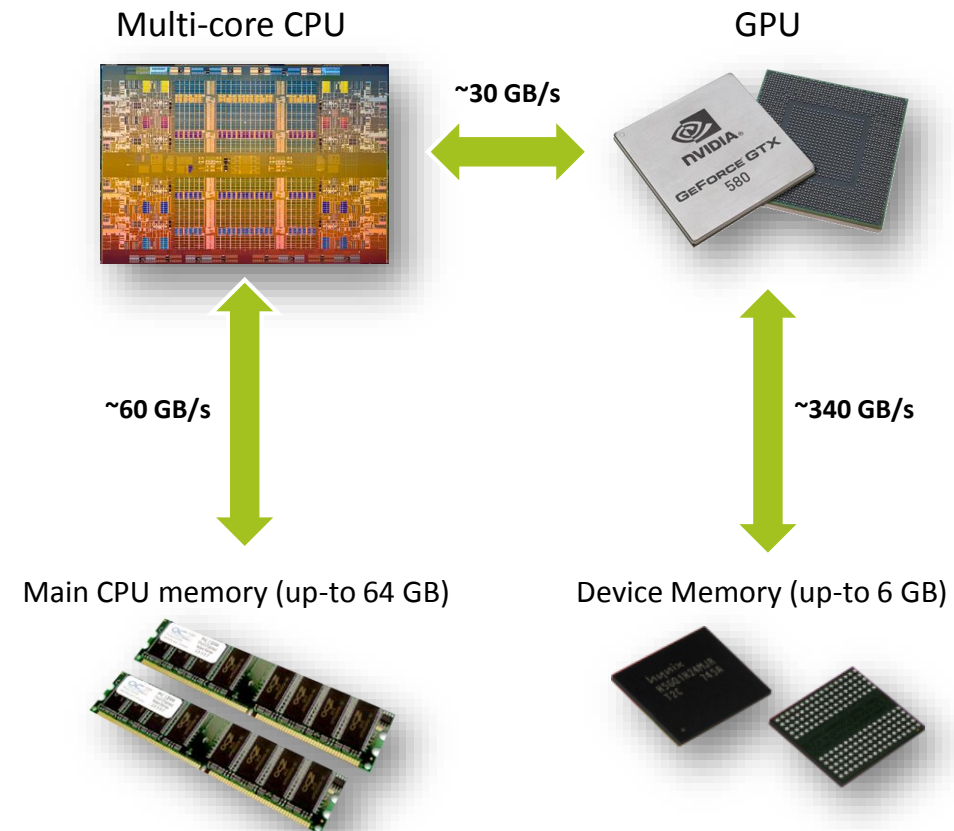 Multi-core CPU
GPU
~30 GB/s
NVIDIA.
GEFORCE GTX
580
~60 GB/s
~340 GB/s
Main CPU memory (up-to 64 GB)
Device Memory (up-to 6 GB)
hynix